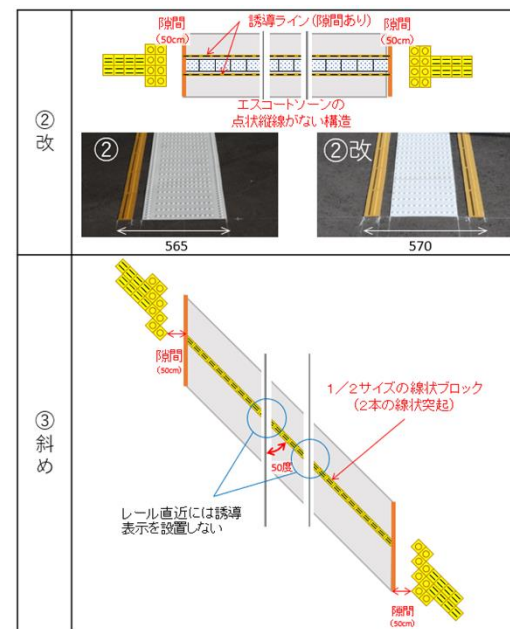 ②
改
隙間
(50cm)
誘導ライン(隙間あり)
隙間
(50cm)
エスコートゾーンの
点状縦線がない構造
②
565
②改
570
③
斜め
隙間
(50cm)
1/2サイズの線状ブロック
(2本の線状突起)
50度
レール直近には誘導
表示を設置しない
隙間
(50cm)